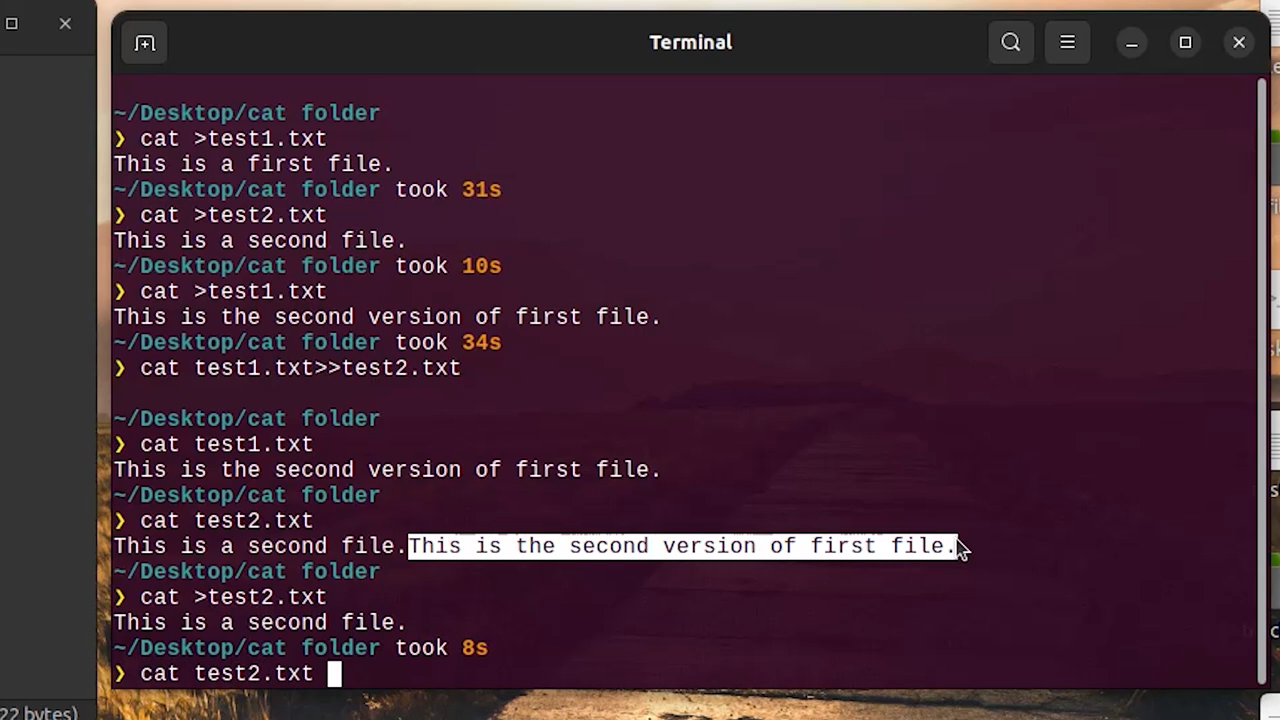 Terminal
~/Desktop/cat folder
❯ cat >test1.txt
This is a first file.
~/Desktop/cat folder took 31s
❯ cat >test2.txt
This is a second file.
~/Desktop/cat folder took 10s
❯ cat >test1.txt
This is the second version of first file.
~/Desktop/cat folder took 34s
❯ cat test1.txt>>test2.txt
~/Desktop/cat folder
❯ cat test1.txt
This is the second version of first file.
~/Desktop/cat folder
❯ cat test2.txt
This is a second file.This is the second version of first file.
~/Desktop/cat folder
❯ cat >test2.txt
This is a second file.
~/Desktop/cat folder took 8s
❯ cat test2.txt
22 bytes)